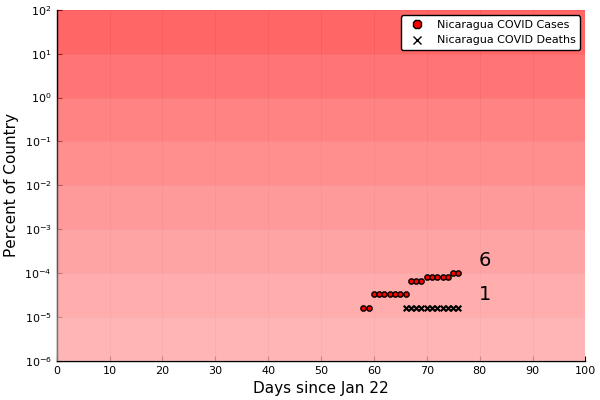 10²
10¹
10⁰
10⁻¹
10⁻²
10⁻³
10⁻⁴
10⁻⁵
10⁻⁶
Percent of Country
Nicaragua COVID Cases
Nicaragua COVID Deaths
6
1
0 10 20 30 40 50 60 70 80 90 100
Days since Jan 22